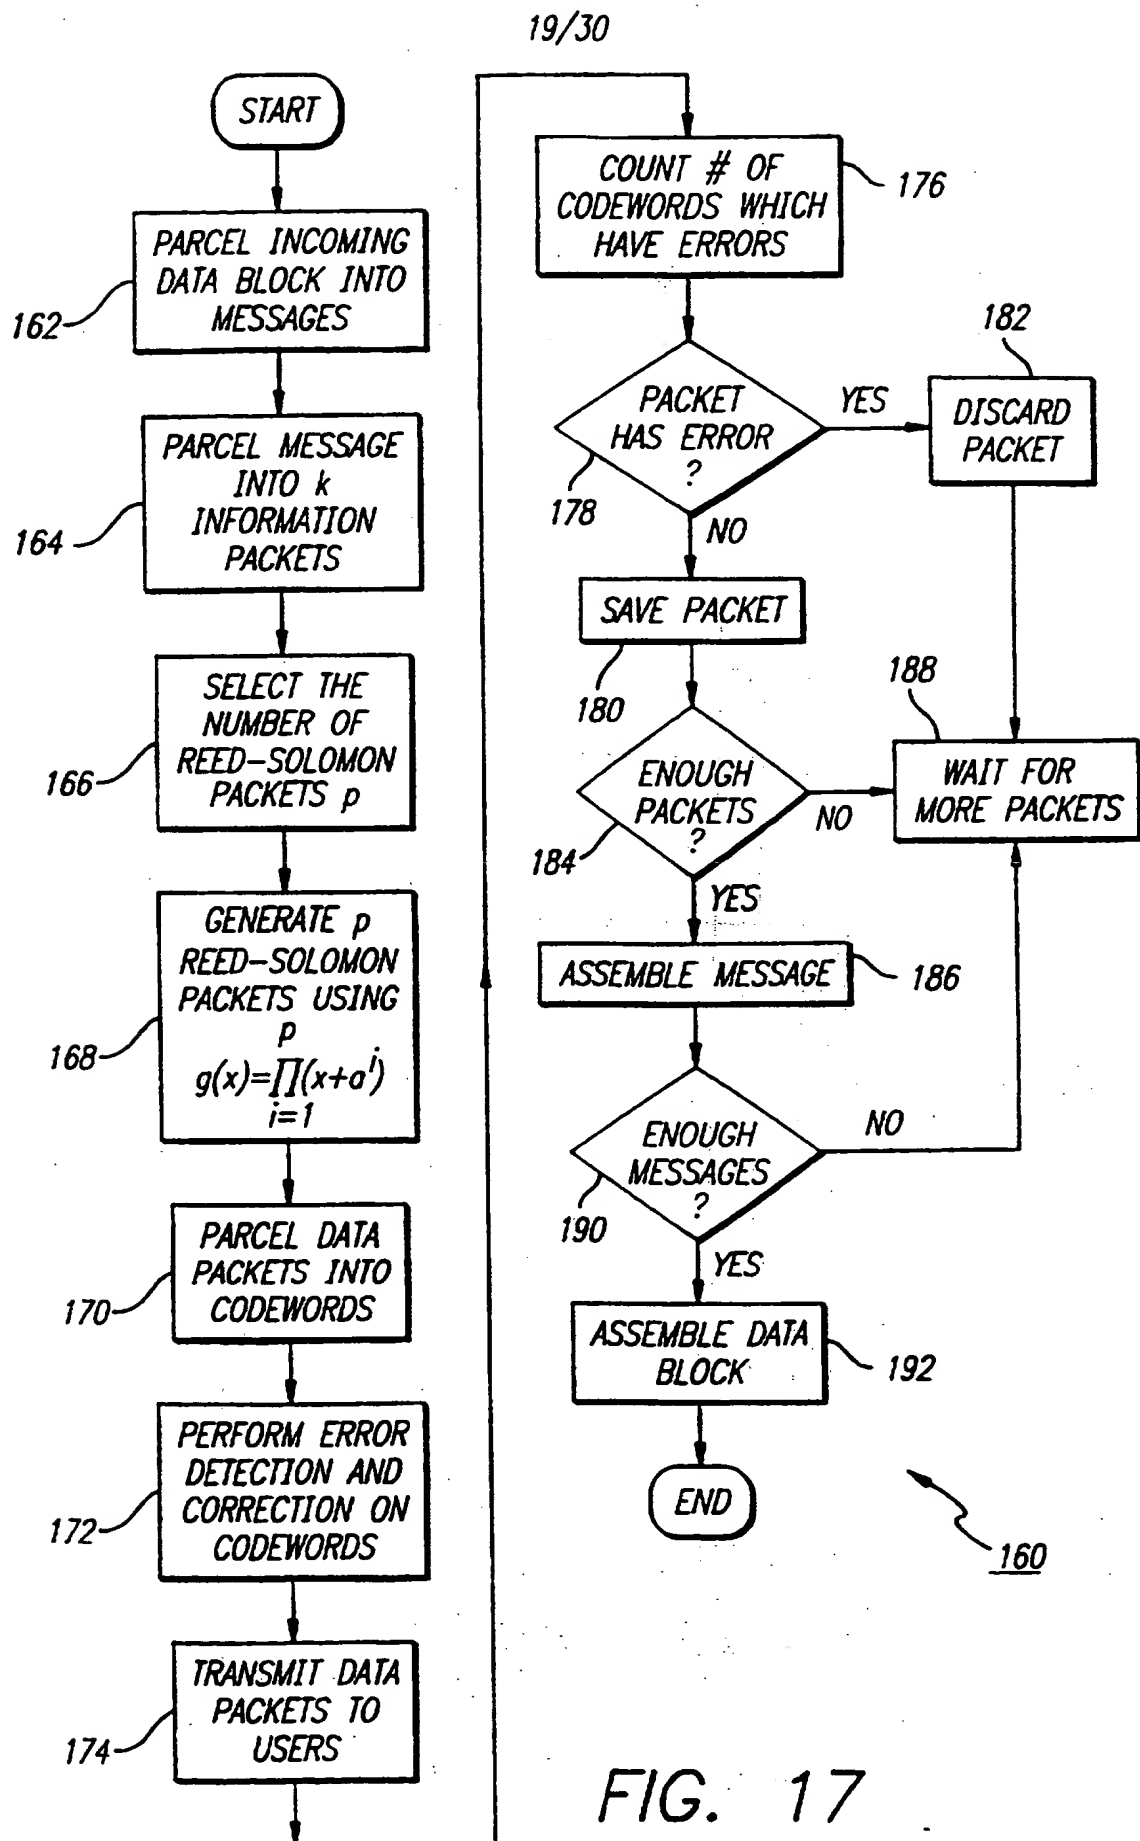 19/30
START
PARCEL INCOMING
DATA BLOCK INTO
MESSAGES
162
PARCEL MESSAGE
INTO k
INFORMATION
PACKETS
164
SELECT THE
NUMBER OF
REED-SOLOMON
PACKETS p
166
GENERATE p
REED-SOLOMON
PACKETS USING
p
g(x)=∏(x+a^i)
i=1
168
PARCEL DATA
PACKETS INTO
CODEWORDS
170
PERFORM ERROR
DETECTION AND
CORRECTION ON
CODEWORDS
172
TRANSMIT DATA
PACKETS TO
USERS
174
COUNT # OF
CODEWORDS WHICH
HAVE ERRORS
176
PACKET
HAS ERROR
?
178
YES
182
DISCARD
PACKET
NO
SAVE PACKET
180
188
ENOUGH
PACKETS
?
184
NO
WAIT FOR
MORE PACKETS
YES
ASSEMBLE MESSAGE
186
ENOUGH
MESSAGES
?
190
NO
YES
ASSEMBLE DATA
BLOCK
192
END
160
FIG. 17